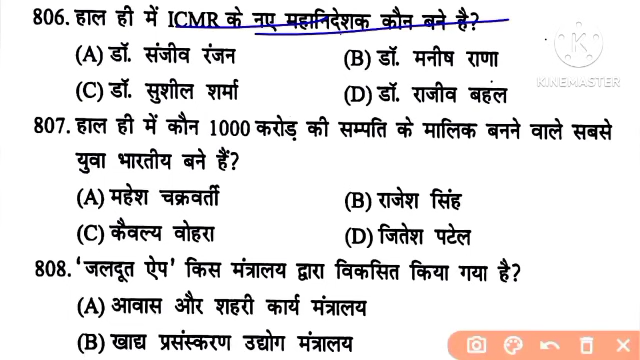 806. हाल ही में ICMR के नए महानिदेशक कौन बने है?
(A) डॉ. संजीव रंजन (B) डॉ. मनीष राणा
(C) डॉ. सुशील शर्मा (D) डॉ. राजीव बहल
KINEMASTER
807. हाल ही में कौन 1000 करोड़ की सम्पति के मालिक बनने वाले सबसे
युवा भारतीय बने हैं?
(A) महेश चक्रवर्ती (B) राजेश सिंह
(C) कैवल्य वोहरा (D) जितेश पटेल
808. 'जलदूत ऐप' किस मंत्रालय द्वारा विकसित किया गया है?
(A) आवास और शहरी कार्य मंत्रालय
(B) खाद्य प्रसंस्करण उद्योग मंत्रालय